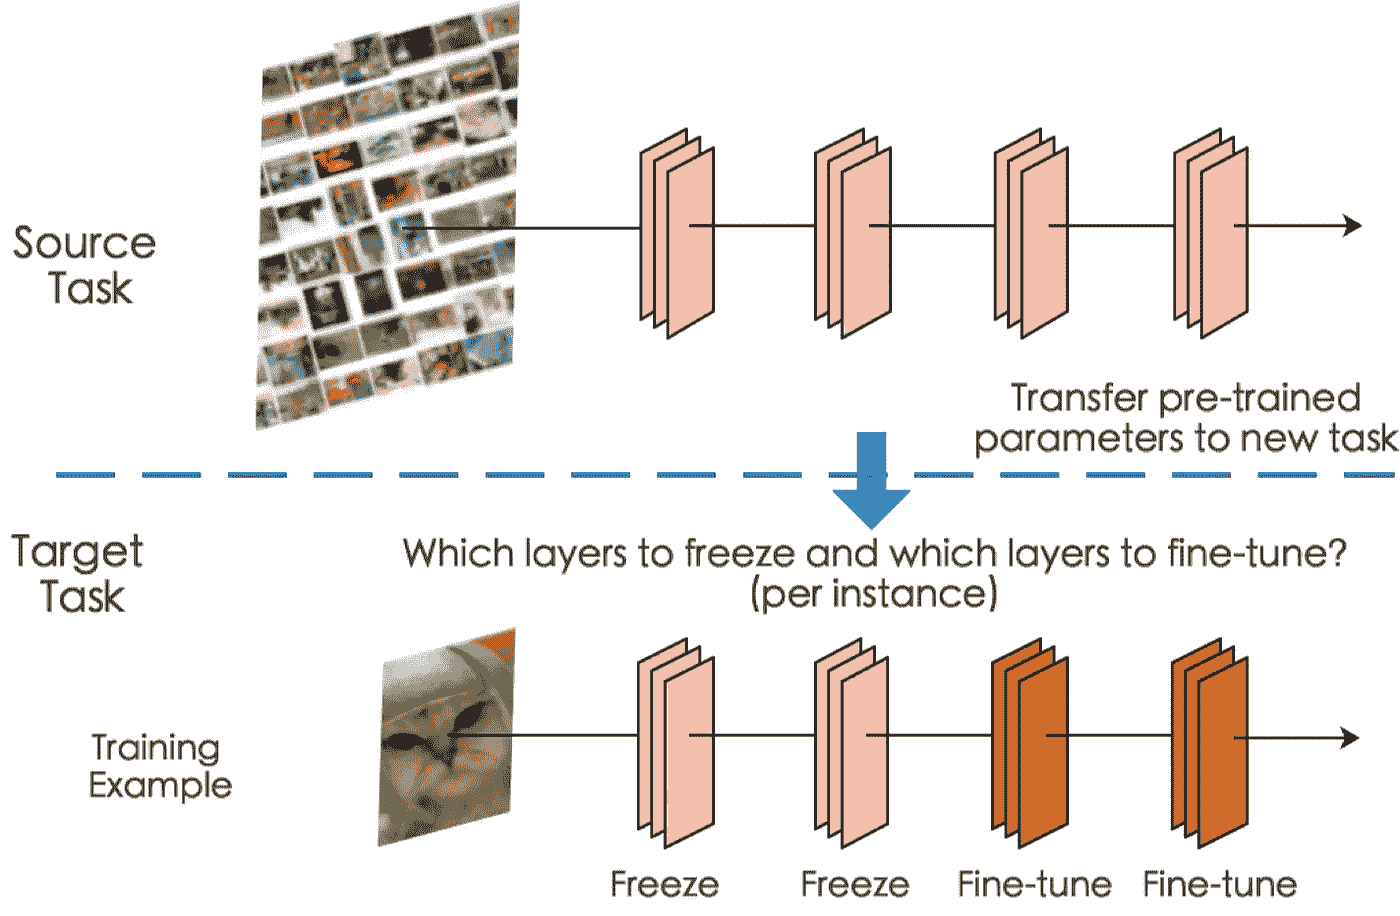 Source
Task
Transfer pre-trained
parameters to new task
Target
Task
Which layers to freeze and which layers to fine-tune?
(per instance)
Training
Example
Freeze
Freeze
Fine-tune
Fine-tune